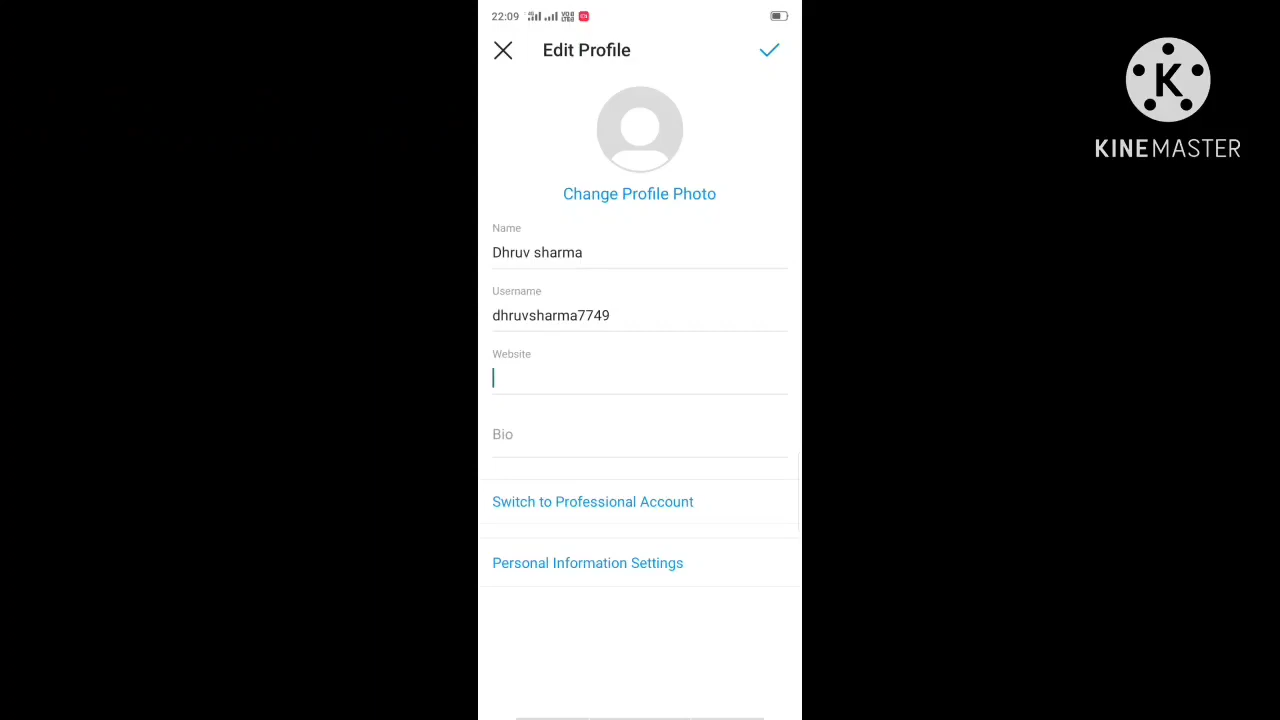 22:09
Edit Profile
Change Profile Photo
Name
Dhruv sharma
Username
dhruvsharma7749
Website
Bio
Switch to Professional Account
Personal Information Settings
K
KINEMASTER